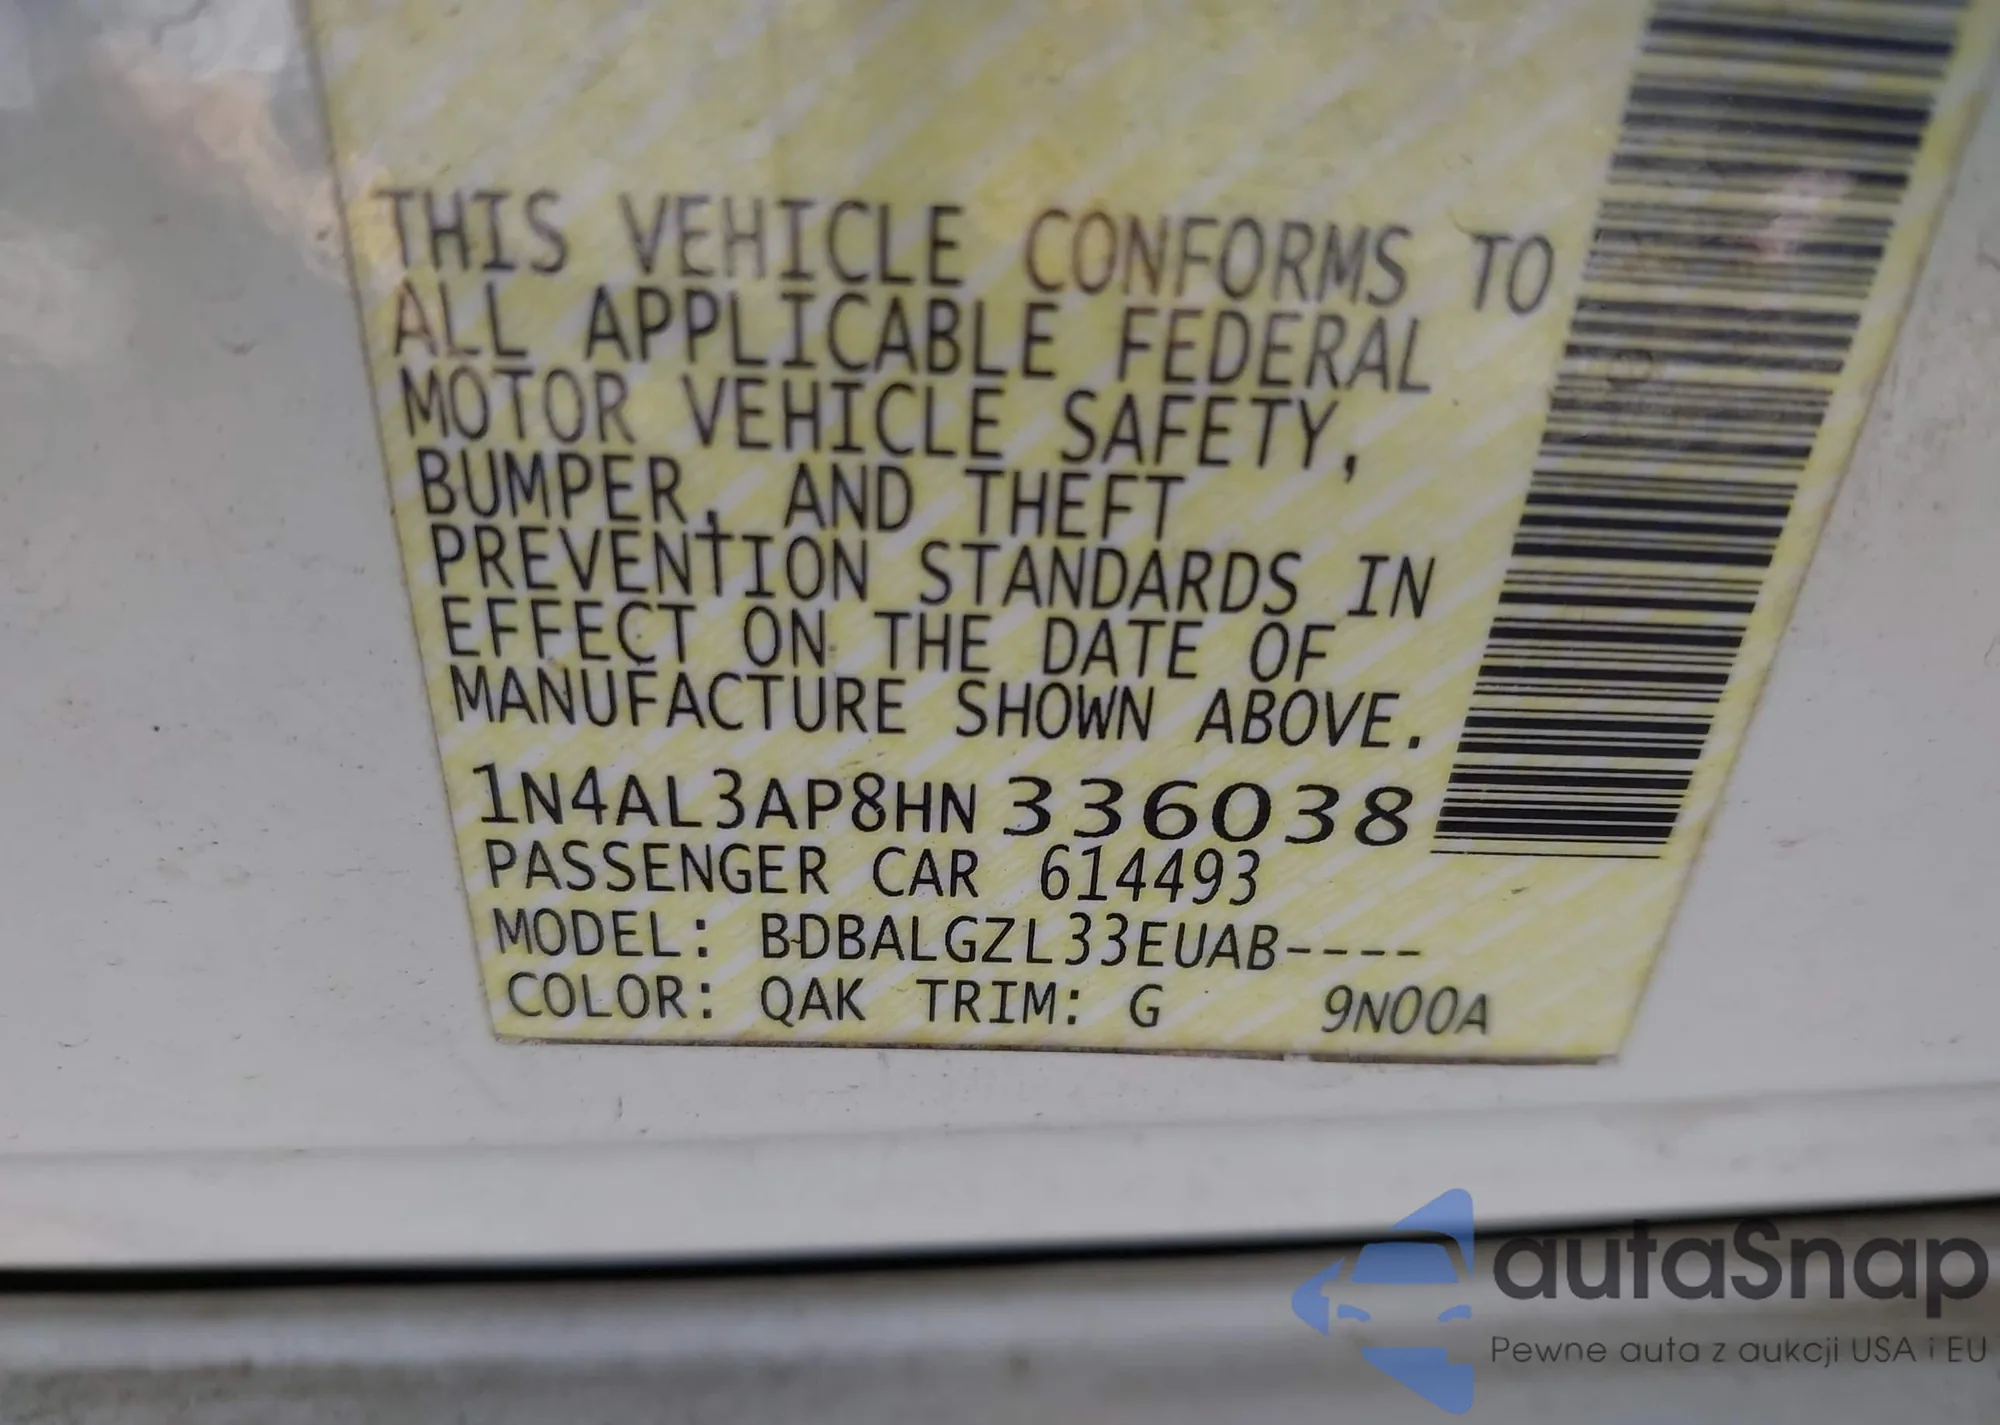 THIS VEHICLE CONFORMS TO
ALL APPLICABLE FEDERAL
MOTOR VEHICLE SAFETY,
BUMPER, AND THEFT
PREVENTION STANDARDS IN
EFFECT ON THE DATE OF
MANUFACTURE SHOWN ABOVE.
1N4AL3AP8HN 336038
PASSENGER CAR 614493
MODEL: BDBALGZL33EUAB----
COLOR: QAK TRIM: G 9N00A
autaSnap
Pewne auta z aukcji USA i EU